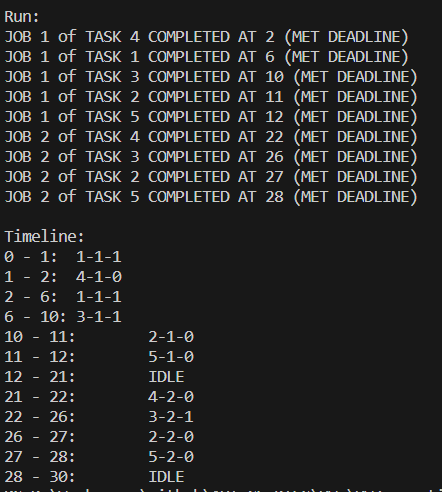 Run:
JOB 1 of TASK 4 COMPLETED AT 2 (MET DEADLINE)
JOB 1 of TASK 1 COMPLETED AT 6 (MET DEADLINE)
JOB 1 of TASK 3 COMPLETED AT 10 (MET DEADLINE)
JOB 1 of TASK 2 COMPLETED AT 11 (MET DEADLINE)
JOB 1 of TASK 5 COMPLETED AT 12 (MET DEADLINE)
JOB 2 of TASK 4 COMPLETED AT 22 (MET DEADLINE)
JOB 2 of TASK 3 COMPLETED AT 26 (MET DEADLINE)
JOB 2 of TASK 2 COMPLETED AT 27 (MET DEADLINE)
JOB 2 of TASK 5 COMPLETED AT 28 (MET DEADLINE)

Timeline:
0 - 1:  1-1-1
1 - 2:  4-1-0
2 - 6:  1-1-1
6 - 10: 3-1-1
10 - 11:        2-1-0
11 - 12:        5-1-0
12 - 21:        IDLE
21 - 22:        4-2-0
22 - 26:        3-2-1
26 - 27:        2-2-0
27 - 28:        5-2-0
28 - 30:        IDLE